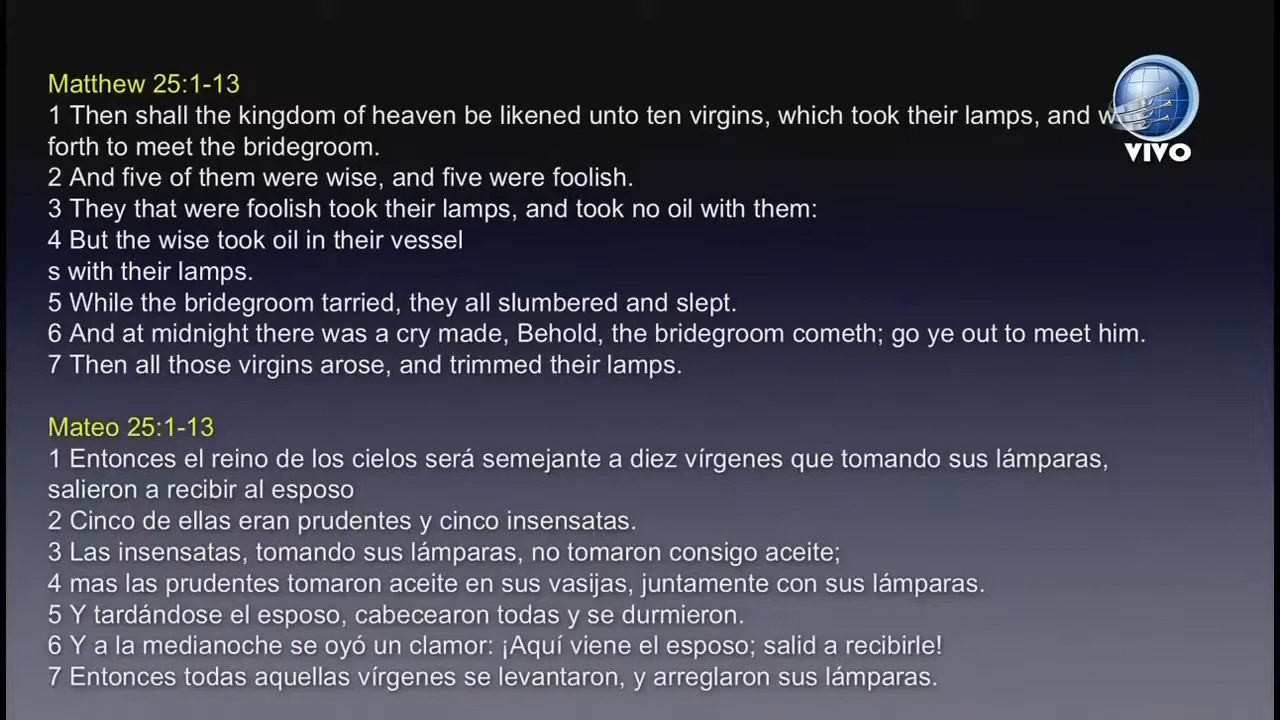 Matthew 25:1-13
1 Then shall the kingdom of heaven be likened unto ten virgins, which took their lamps, and w
forth to meet the bridegroom.
2 And five of them were wise, and five were foolish.
3 They that were foolish took their lamps, and took no oil with them:
4 But the wise took oil in their vessel
s with their lamps.
5 While the bridegroom tarried, they all slumbered and slept.
6 And at midnight there was a cry made, Behold, the bridegroom cometh; go ye out to meet him.
7 Then all those virgins arose, and trimmed their lamps.
VIVO
Mateo 25:1-13
1 Entonces el reino de los cielos será semejante a diez vírgenes que tomando sus lámparas,
salieron a recibir al esposo
2 Cinco de ellas eran prudentes y cinco insensatas.
3 Las insensatas, tomando sus lámparas, no tomaron consigo aceite;
4 mas las prudentes tomaron aceite en sus vasijas, juntamente con sus lámparas.
5 Y tardándose el esposo, cabecearon todas y se durmieron.
6 Y a la medianoche se oyó un clamor: ¡Aquí viene el esposo; salid a recibirle!
7 Entonces todas aquellas vírgenes se levantaron, y arreglaron sus lámparas.